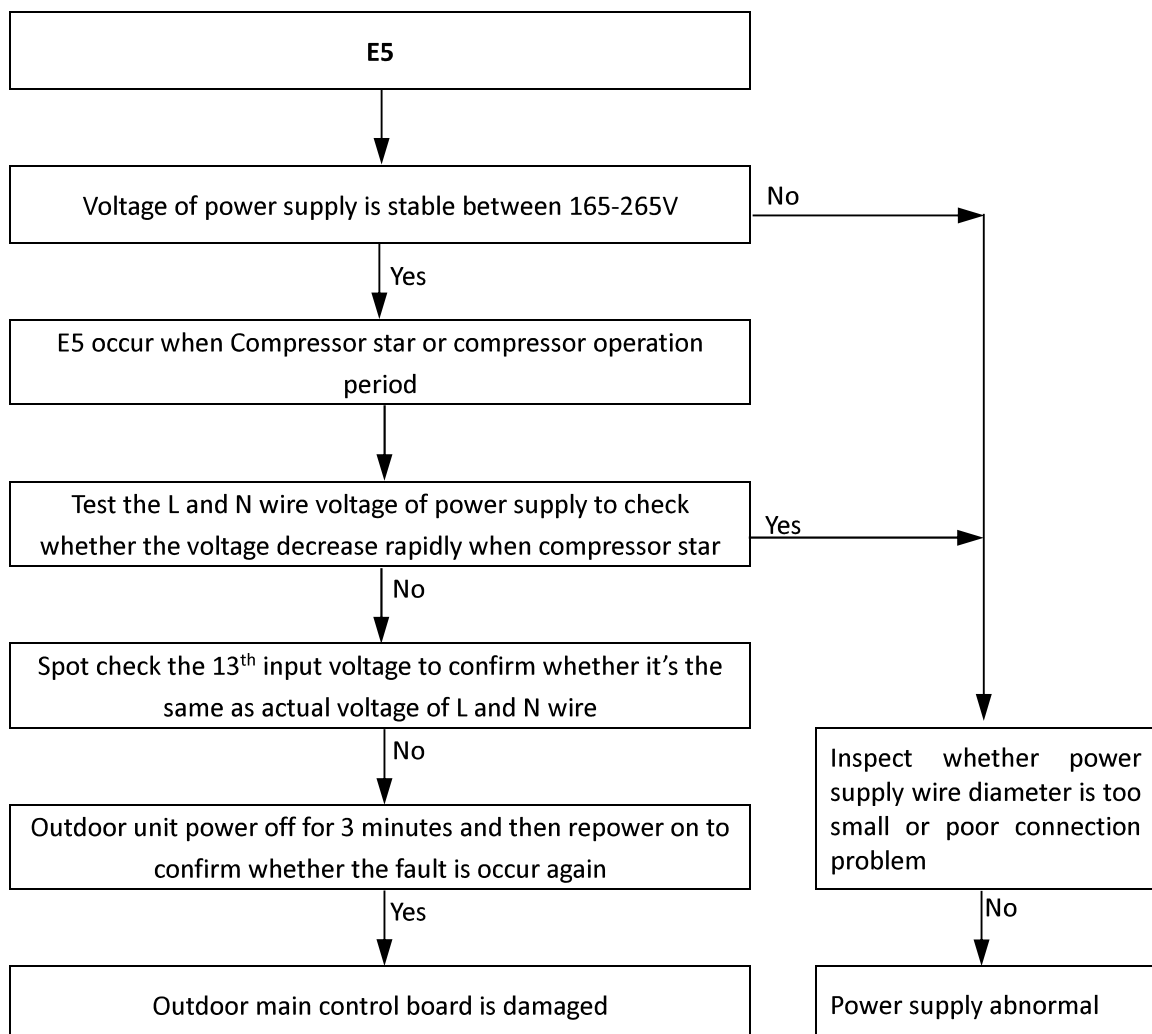 E5
Voltage of power supply is stable between 165-265V
No
Yes
E5 occur when Compressor star or compressor operation
period
Test the L and N wire voltage of power supply to check
whether the voltage decrease rapidly when compressor star
Yes
No
Spot check the 13th input voltage to confirm whether it’s the
same as actual voltage of L and N wire
No
Outdoor unit power off for 3 minutes and then repower on to
confirm whether the fault is occur again
Yes
Outdoor main control board is damaged
Inspect whether power
supply wire diameter is too
small or poor connection
problem
No
Power supply abnormal